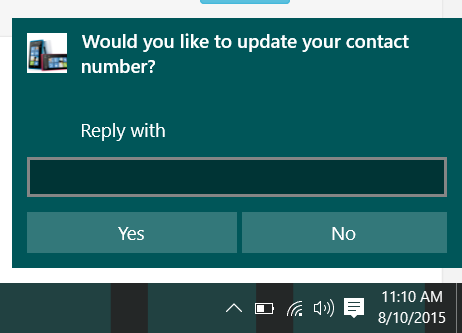 Would you like to update your contact
number?
Reply with
Yes
No
11:10 AM
8/10/2015